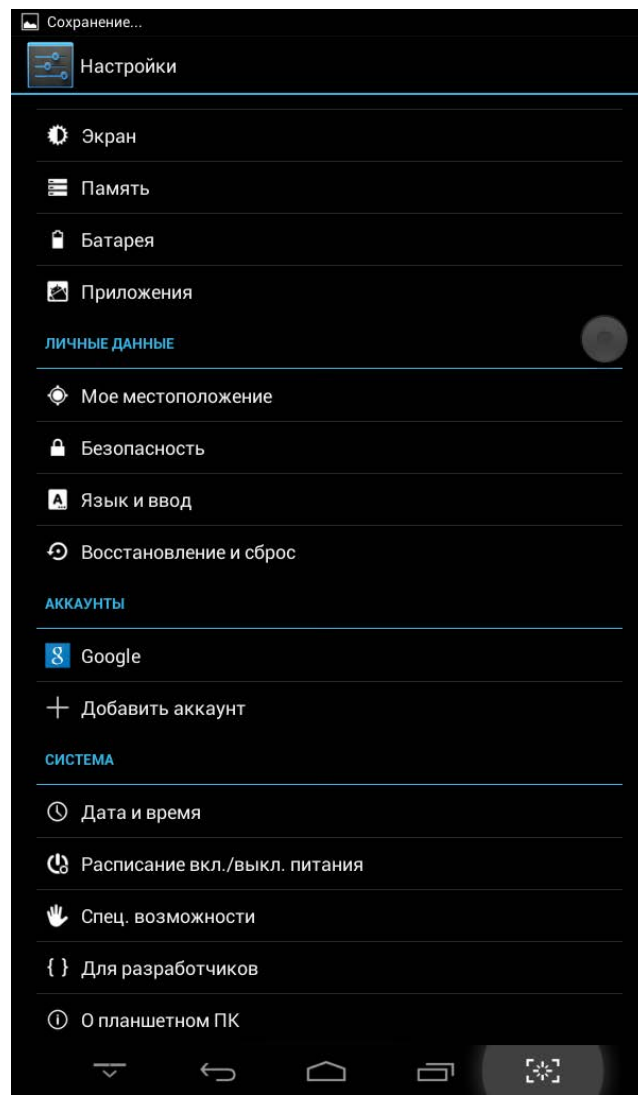 Сохранение...
Настройки
Экран
Память
Батарея
Приложения
ЛИЧНЫЕ ДАННЫЕ
Мое местоположение
Безопасность
Язык и ввод
Восстановление и сброс
АККАУНТЫ
Google
Добавить аккаунт
СИСТЕМА
Дата и время
Расписание вкл./выкл. питания
Спец. возможности
Для разработчиков
О планшетном ПК